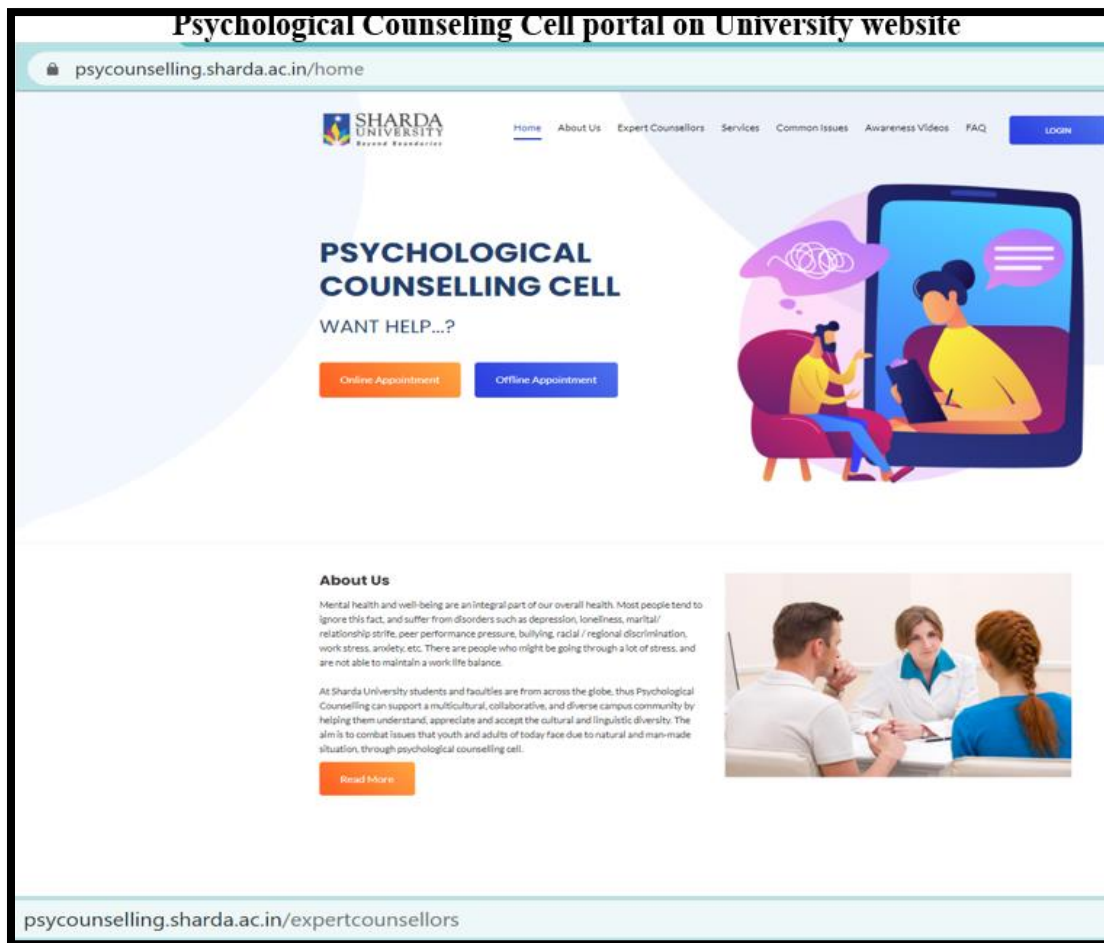 Psychological Counseling Cell portal on University website
psycounselling.sharda.ac.in/home
SHARDA
UNIVERSITY
Beyond Boundaries
Home About Us Expert Counsellors Services Common Issues Awareness Videos FAQ LOGIN
PSYCHOLOGICAL
COUNSELLING CELL
WANT HELP...?
Online Appointment Offline Appointment
About Us
Mental health and well-being are an integral part of our overall health. Most people tend to
ignore this fact, and suffer from disorders such as depression, loneliness, marital/
relationship strife, peer performance pressure, bullying, racial / regional discrimination,
work stress, anxiety, etc. There are people who might be going through a lot of stress, and
are not able to maintain a work life balance.
At Sharda University students and faculties are from across the globe, thus Psychological
Counselling can support a multicultural, collaborative, and diverse campus community by
helping them understand, appreciate and accept the cultural and linguistic diversity. The
aim is to combat issues that youth and adults of today face due to natural and man-made
situation, through psychological counselling cell.
Read More
psycounselling.sharda.ac.in/expertcounsellors